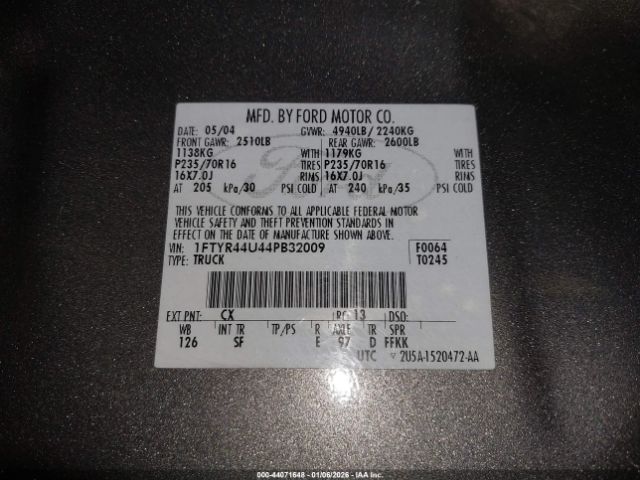 MFD. BY FORD MOTOR CO.
DATE: 05/04 GVWR: 4940LB/ 2240KG
FRONT GAWR: 2510LB REAR GAWR: 2600LB
1138KG WITH 1179KG WITH
P235/70R16 TIRES P235/70R16 TIRES
16X7.0J RIMS 16X7.0J RIMS
AT 205 kPa/30 PSI COLD AT 240 kPa/35 PSI COLD
THIS VEHICLE CONFORMS TO ALL APPLICABLE FEDERAL MOTOR
VEHICLE SAFETY AND THEFT PREVENTION STANDARDS IN
EFFECT ON THE DATE OF MANUFACTURE SHOWN ABOVE.
VIN: 1FTYR44U44PB32009 F0064
TYPE: TRUCK T0245
EXT PNT: CX RC: 13 DSO:
WB INT TR TP/PS R AXLE TR SPR
126 SF E 97 D FFKK
UTC ▽ 2U5A-1520472-AA
000-44071648 - 01/06/2026 - IAA Inc.